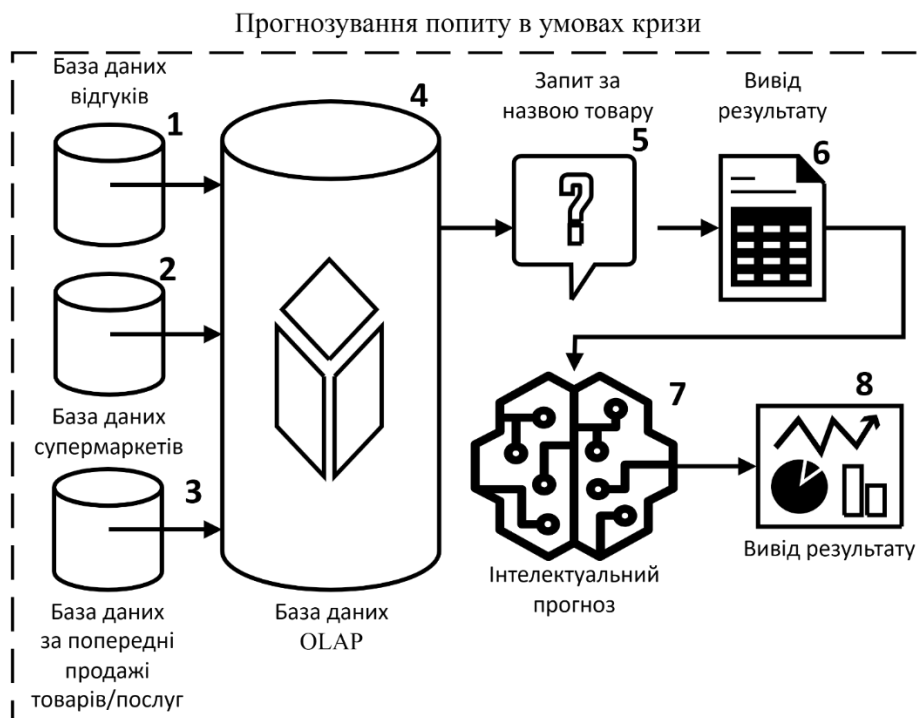 Прогнозування попиту в умовах кризи
База даних
відгуків
1
4
Запит за
назвою товару
5
Вивід
результату
6
2
База даних
супермаркетів
3
База даних
за попередні
продажі
товарів/послуг
База даних
OLAP
7
Інтелектуальний
прогноз
8
Вивід результату